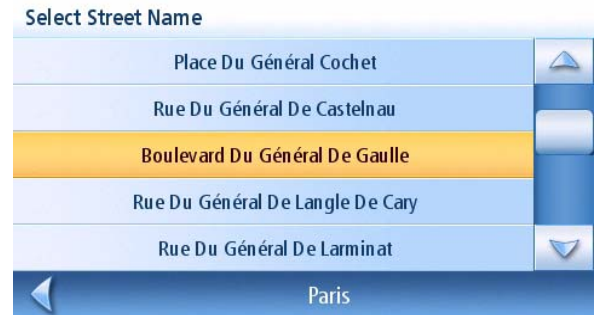 Select Street Name
Place Du Général Cochet
Rue Du Général De Castelnau
Boulevard Du Général De Gaulle
Rue Du Général De Langle De Cary
Rue Du Général De Larminat
Paris